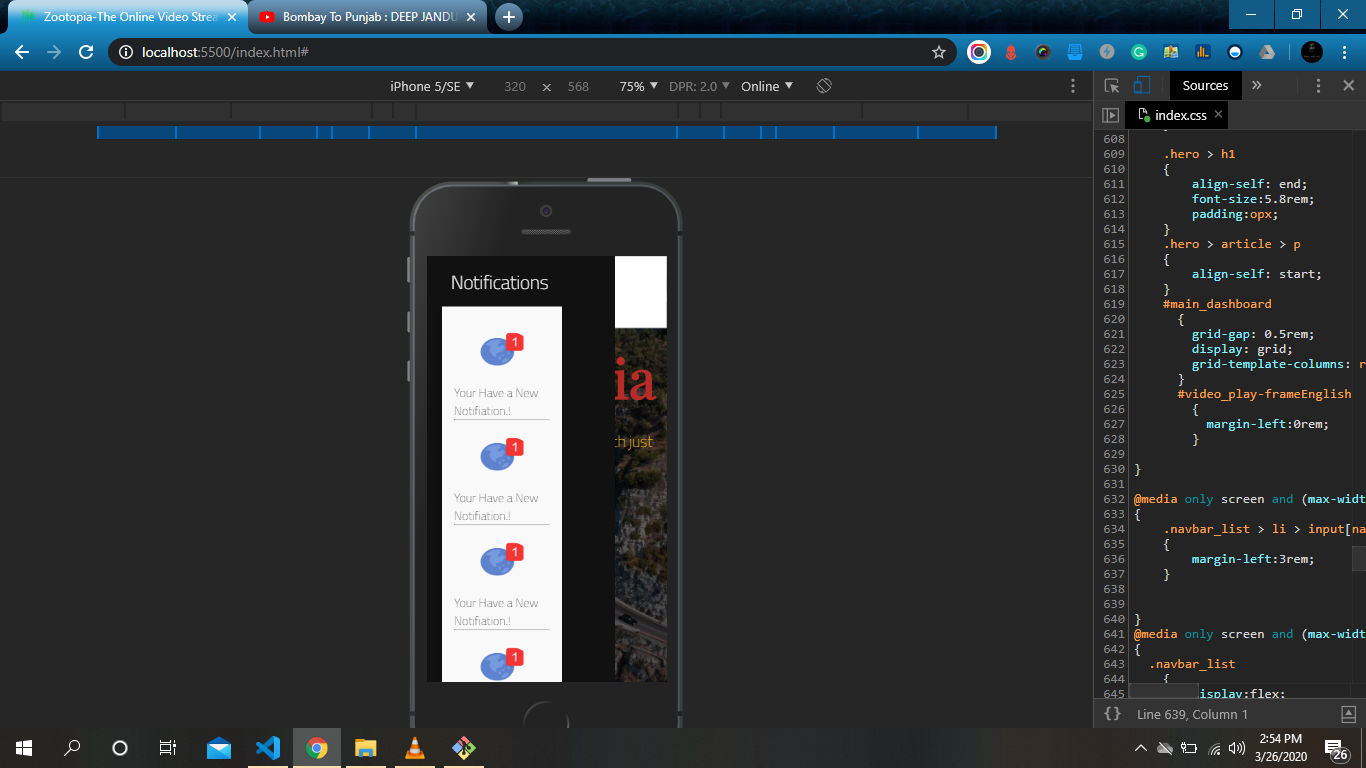 Zootopia-The Online Video Strea
Bombay To Punjab : DEEP JANDU
localhost:5500/index.html#
iPhone 5/SE
320 × 568
75%
DPR: 2.0
Online
Sources
index.css
Notifications
1
Your Have a New
Notifiation.!
1
Your Have a New
Notifiation.!
1
Your Have a New
Notifiation.!
1
ia
th just
608
609 .hero > h1
610 {
611 align-self: end;
612 font-size:5.8rem;
613 padding:opx;
614 }
615 .hero > article > p
616 {
617 align-self: start;
618 }
619 #main_dashboard
620 {
621 grid-gap: 0.5rem;
622 display: grid;
623 grid-template-columns: r
624 }
625 #video_play-frameEnglish
626 {
627 margin-left:0rem;
628 }
629
630 }
631
632 @media only screen and (max-widt
633 {
634 .navbar_list > li > input[na
635 {
636 margin-left:3rem;
637 }
638
639
640 }
641 @media only screen and (max-widt
642 {
643 .navbar_list
644 {
645 isplay:flex;
{} Line 639, Column 1
2:54 PM
3/26/2020
26